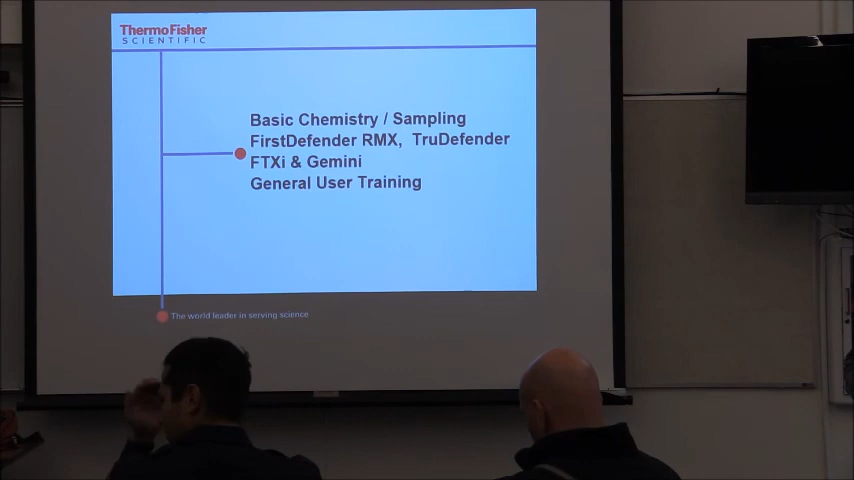 ThermoFisher
SCIENTIFIC
Basic Chemistry / Sampling
FirstDefender RMX, TruDefender
FTXi & Gemini
General User Training
The world leader in serving science